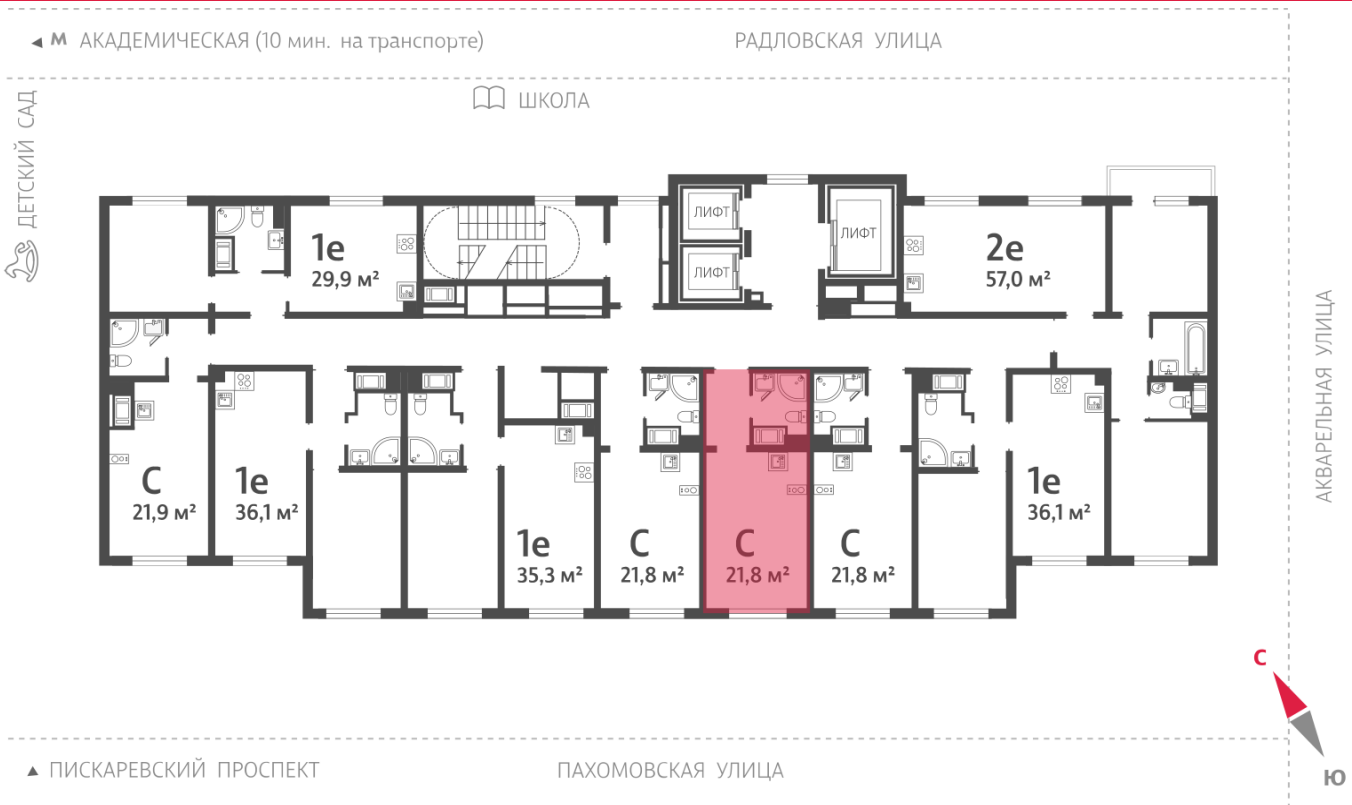 М АКАДЕМИЧЕСКАЯ (10 мин. на транспорте)
РАДЛОВСКАЯ УЛИЦА
ШКОЛА
ДЕТСКИЙ САД
ЛИФТ
ЛИФТ
ЛИФТ
1е
29,9 м²
2е
57,0 м²
С
21,9 м²
1е
36,1 м²
1е
35,3 м²
С
21,8 м²
С
21,8 м²
С
21,8 м²
1е
36,1 м²
АКВАРЕЛЬНАЯ УЛИЦА
С
Ю
ПИСКАРЕВСКИЙ ПРОСПЕКТ
ПАХОМОВСКАЯ УЛИЦА